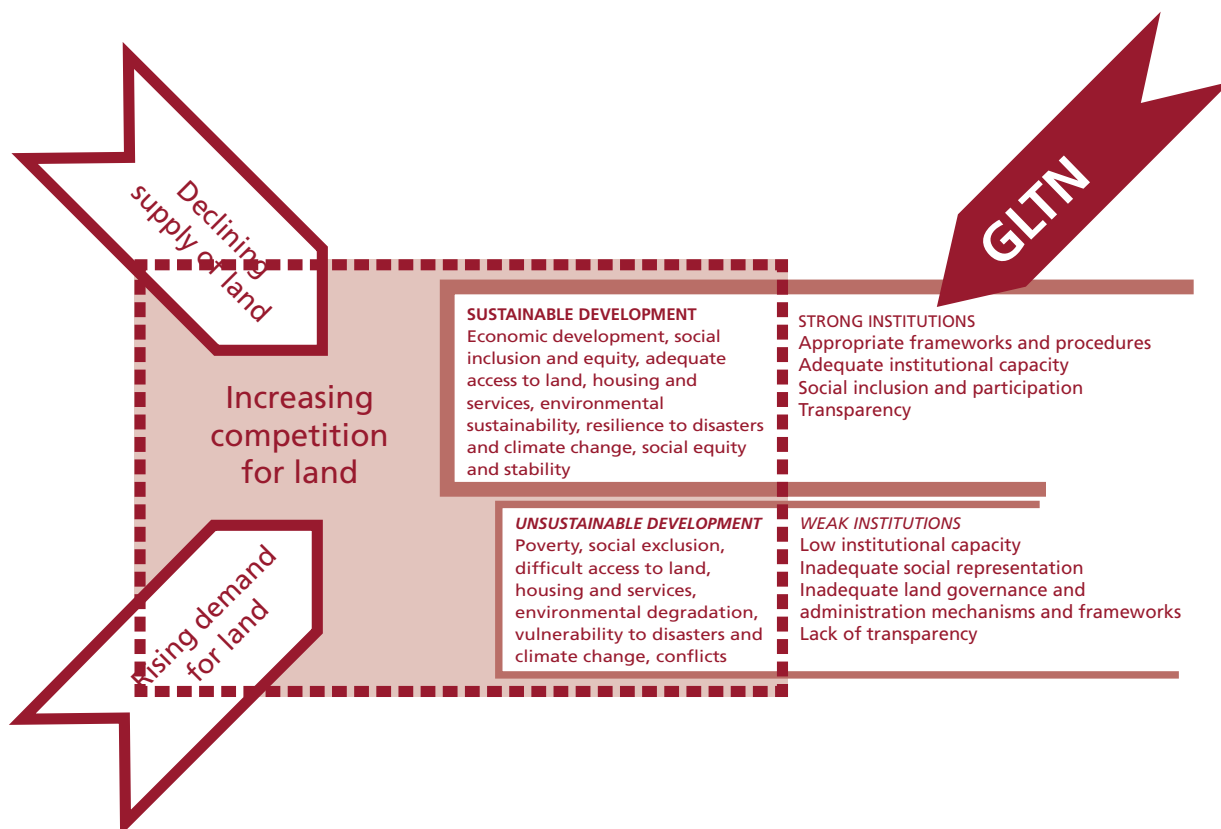 Declining
supply of land
GLTN
Increasing
competition
for land
Rising demand
for land
SUSTAINABLE DEVELOPMENT
Economic development, social
inclusion and equity, adequate
access to land, housing and
services, environmental
sustainability, resilience to disasters
and climate change, social equity
and stability
STRONG INSTITUTIONS
Appropriate frameworks and procedures
Adequate institutional capacity
Social inclusion and participation
Transparency
UNSUSTAINABLE DEVELOPMENT
Poverty, social exclusion,
difficult access to land,
housing and services,
environmental degradation,
vulnerability to disasters and
climate change, conflicts
WEAK INSTITUTIONS
Low institutional capacity
Inadequate social representation
Inadequate land governance and
administration mechanisms and frameworks
Lack of transparency